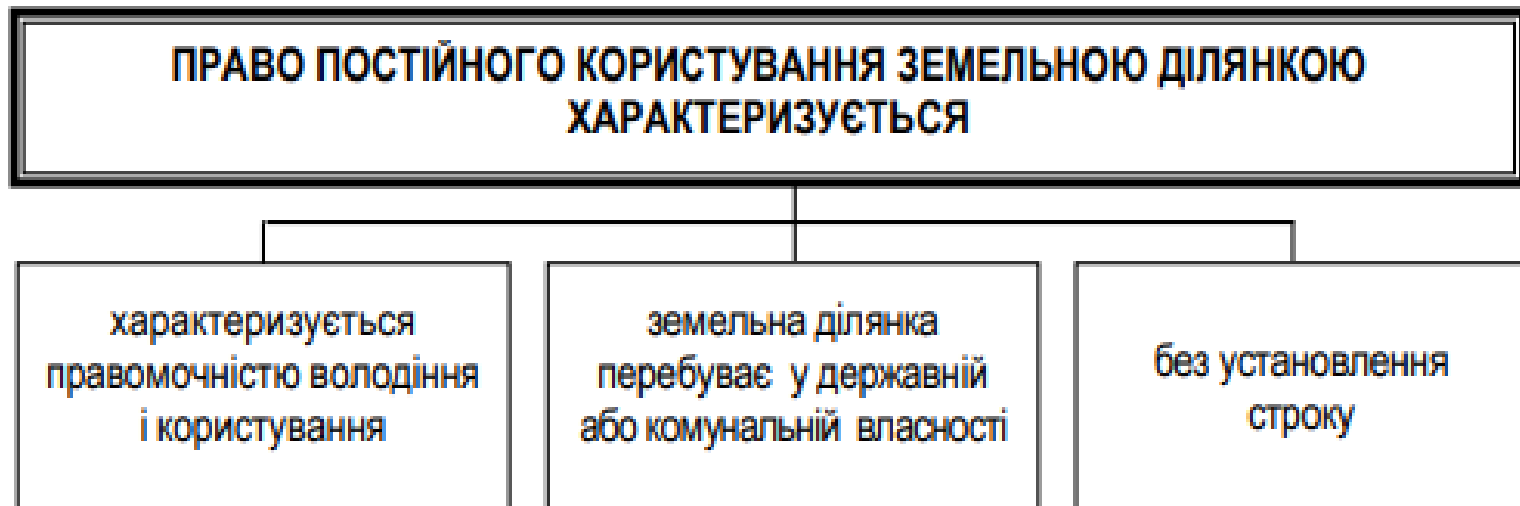 ПРАВО ПОСТІЙНОГО КОРИСТУВАННЯ ЗЕМЕЛЬНОЮ ДІЛЯНКОЮ
ХАРАКТЕРИЗУЄТЬСЯ
характеризується
правомочністю володіння
і користування
земельна ділянка
перебуває у державній
або комунальній власності
без установлення
строку